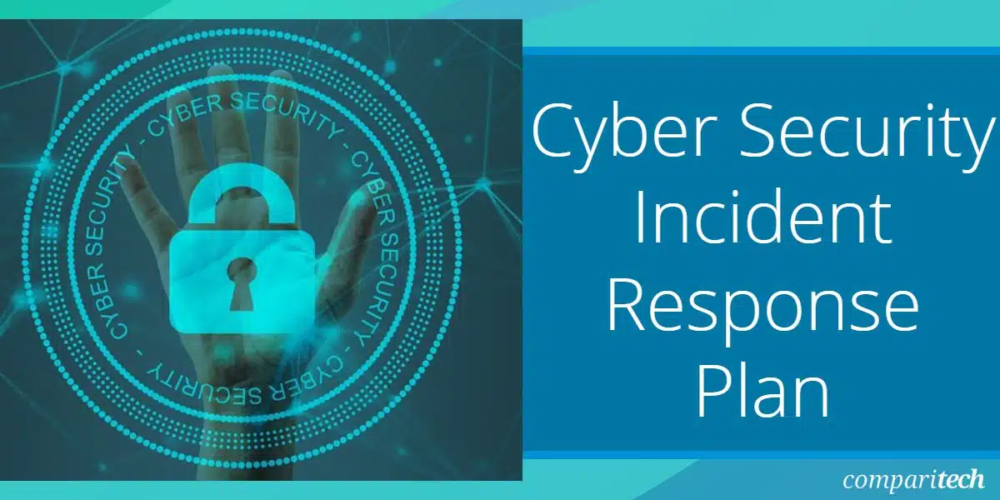 CYBER SECURITY - CYBER SECURITY - CYBER SECURITY - CYBER SECURITY -
Cyber Security
Incident
Response
Plan
comparitech